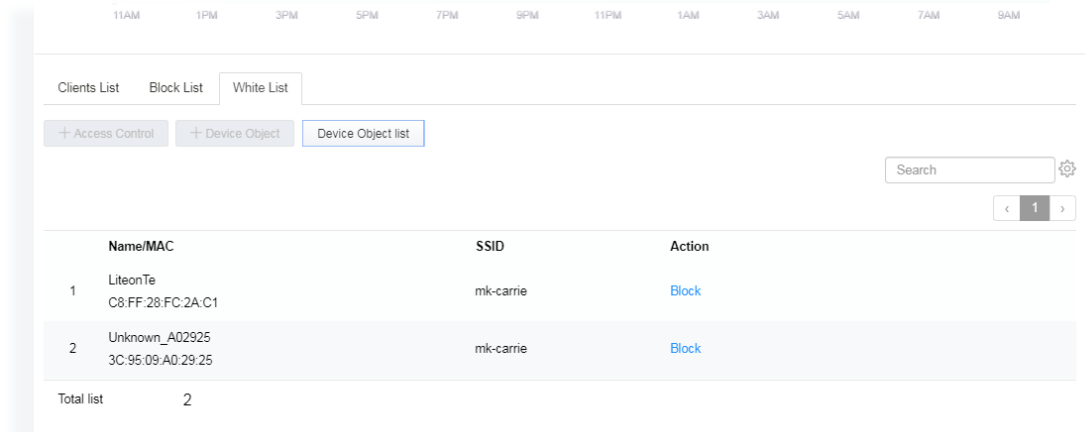 11AM 1PM 3PM 5PM 7PM 9PM 11PM 1AM 3AM 5AM 7AM 9AM
Clients List Block List White List
+ Access Control + Device Object Device Object list
Search
‹ 1 ›
Name/MAC SSID Action
LiteonTe
1 mk-carrie Block
C8:FF:28:FC:2A:C1
Unknown_A02925
2 mk-carrie Block
3C:95:09:A0:29:25
Total list 2